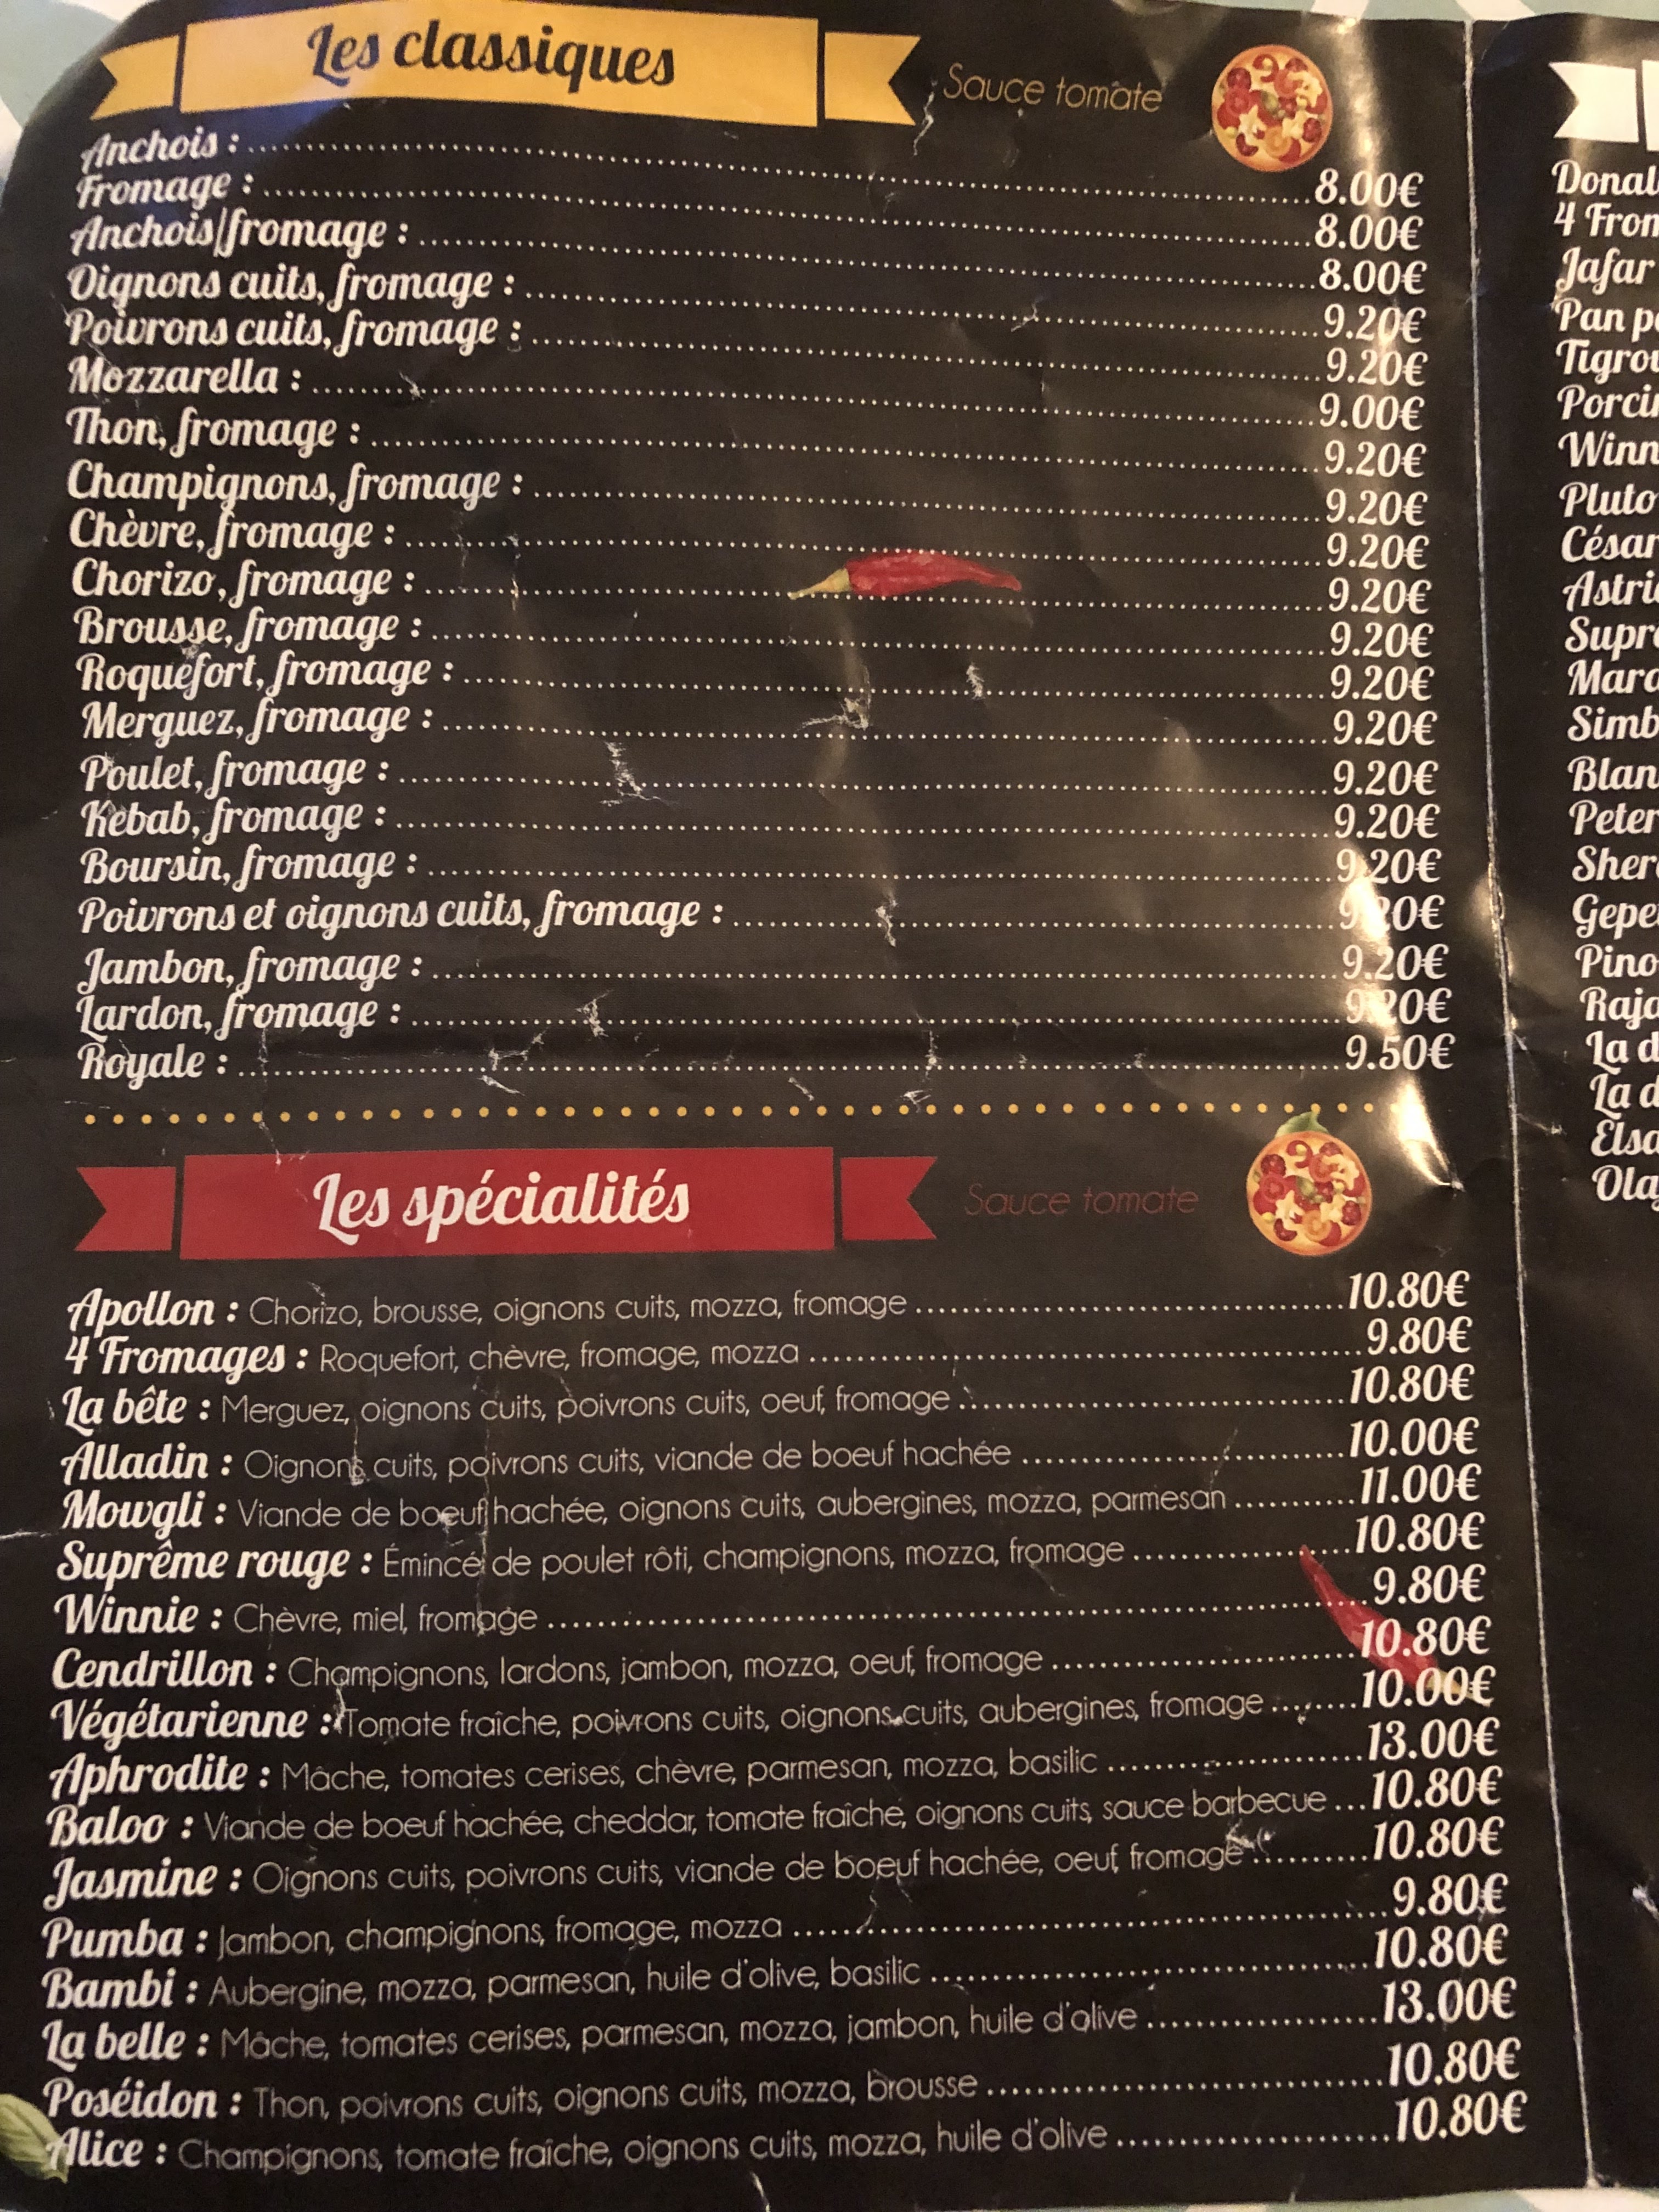 Les classiques
Sauce tomate
Anchois : 8.00€
Fromage : 8.00€
Anchois/fromage : 8.00€
Oignons cuits, fromage : 9.20€
Poivrons cuits, fromage : 9.20€
Mozzarella : 9.00€
Thon, fromage : 9.20€
Champignons, fromage : 9.20€
Chèvre, fromage : 9.20€
Chorizo, fromage : 9.20€
Brousse, fromage : 9.20€
Roquefort, fromage : 9.20€
Merguez, fromage : 9.20€
Poulet, fromage : 9.20€
Kebab, fromage : 9.20€
Boursin, fromage : 9.20€
Poivrons et oignons cuits, fromage : 9.20€
Jambon, fromage : 9.20€
Lardon, fromage : 9.20€
Royale : 9.50€
Les spécialités
Sauce tomate
Apollon : Chorizo, brousse, oignons cuits, mozza, fromage 10.80€
4 Fromages : Roquefort, chèvre, fromage, mozza 9.80€
La bête : Merguez, oignons cuits, poivrons cuits, oeuf, fromage 10.80€
Alladin : Oignons cuits, poivrons cuits, viande de boeuf hachée 10.00€
Mowgli : Viande de boeuf hachée, oignons cuits, aubergines, mozza, parmesan 11.00€
Suprême rouge : Émincé de poulet rôti, champignons, mozza, fromage 10.80€
Winnie : Chèvre, miel, fromage 9.80€
Cendrillon : Champignons, lardons, jambon, mozza, oeuf, fromage 10.80€
Végétarienne : Tomate fraîche, poivrons cuits, oignons cuits, aubergines, fromage 10.00€
Aphrodite : Mâche, tomates cerises, chèvre, parmesan, mozza, basilic 13.00€
Baloo : Viande de boeuf hachée, cheddar, tomate fraîche, oignons cuits, sauce barbecue 10.80€
Jasmine : Oignons cuits, poivrons cuits, viande de boeuf hachée, oeuf, fromage 10.80€
Pumba : Jambon, champignons, fromage, mozza 9.80€
Bambi : Aubergine, mozza, parmesan, huile d'olive, basilic 10.80€
La belle : Mâche, tomates cerises, parmesan, mozza, jambon, huile d'olive 13.00€
Poséidon : Thon, poivrons cuits, oignons cuits, mozza, brousse 10.80€
Alice : Champignons, tomate fraîche, oignons cuits, mozza, huile d'olive 10.80€
Jafar
Pluto
La
La